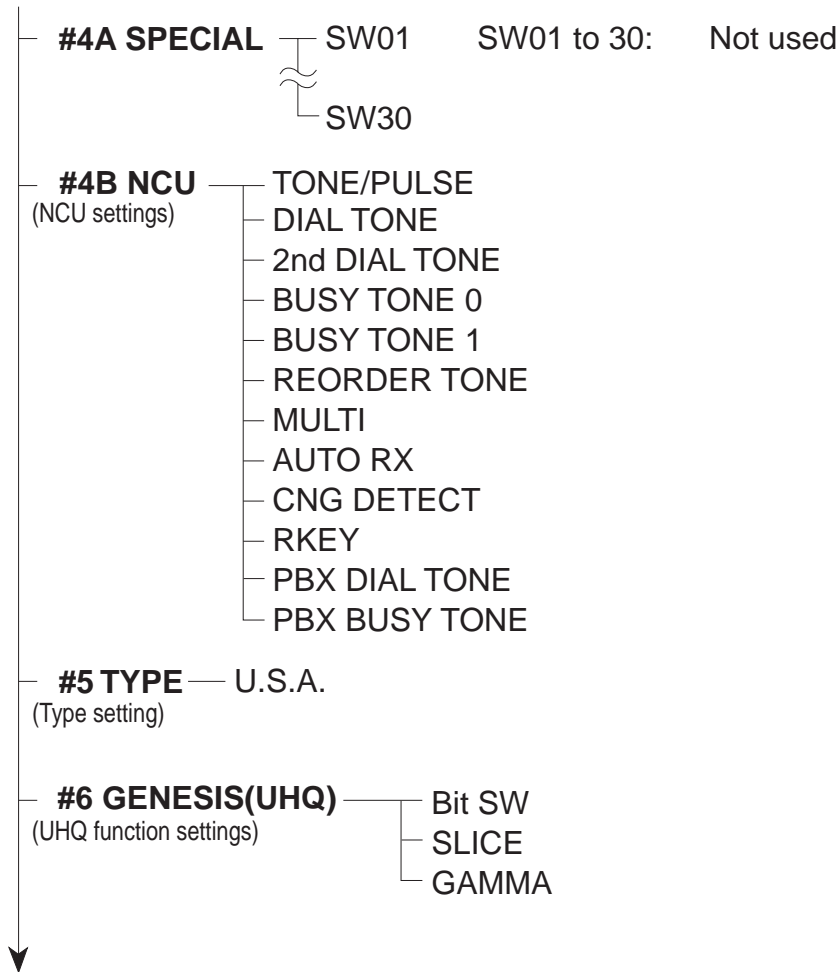 #4A SPECIAL SW01 SW01 to 30: Not used
SW30
#4B NCU TONE/PULSE
(NCU settings)
DIAL TONE
2nd DIAL TONE
BUSY TONE 0
BUSY TONE 1
REORDER TONE
MULTI
AUTO RX
CNG DETECT
RKEY
PBX DIAL TONE
PBX BUSY TONE
#5 TYPE U.S.A.
(Type setting)
#6 GENESIS(UHQ) Bit SW
(UHQ function settings)
SLICE
GAMMA